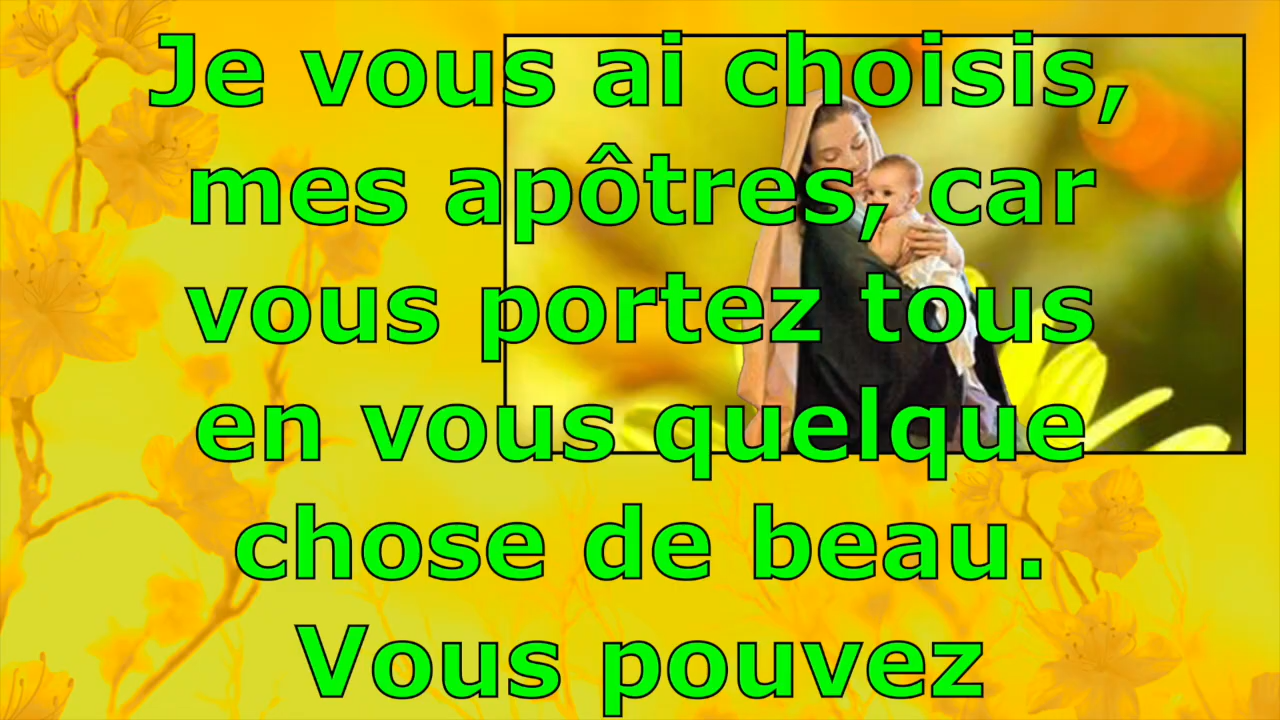 Je vous ai choisis,
mes apôtres, car
vous portez tous
en vous quelque
chose de beau.
Vous pouvez